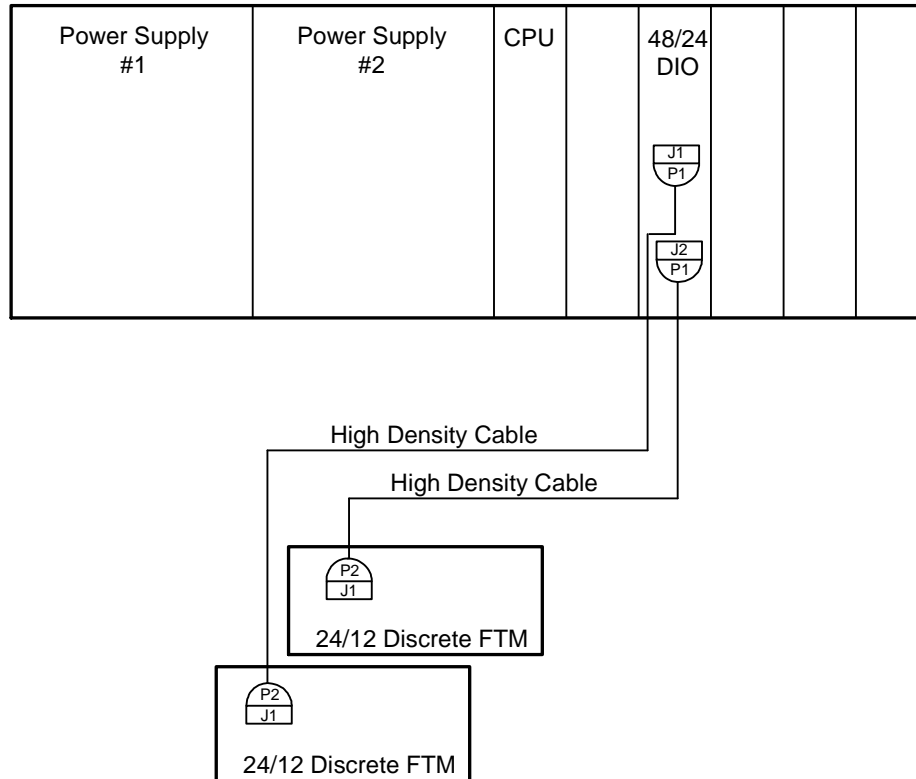 Power Supply
#1
Power Supply
#2
CPU
48/24
DIO
J1
P1
J2
P1
High Density Cable
High Density Cable
P2
J1
24/12 Discrete FTM
P2
J1
24/12 Discrete FTM